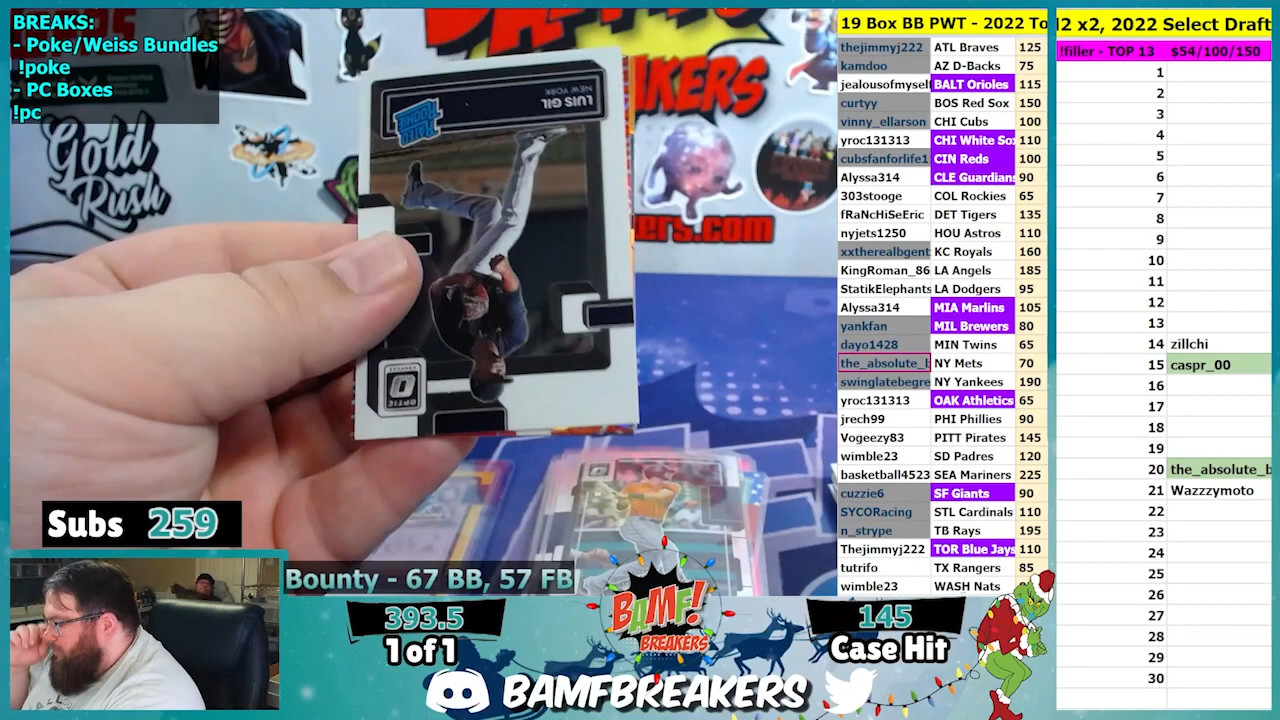 BREAKS:
- Poke/Weiss Bundles
!poke
- PC Boxes
!pc
Gold
Rush
LUIS GIL
NEW YORK
RATED
ROOKIE
OPTIC
ers.com
Subs 259
Bounty - 67 BB, 57 FB
393.5
1 of 1
BAMF!
BREAKERS
145
Case Hit
BAMFBREAKERS
19 Box BB PWT - 2022 To
thejimmyj222 ATL Braves 125
kamdoo AZ D-Backs 75
jealousofmysel BALT Orioles 115
curtyy BOS Red Sox 150
vinny_ellarson CHI Cubs 100
yroc131313 CHI White So 110
cubsfanforlife1 CIN Reds 100
Alyssa314 CLE Guardians 90
303stooge COL Rockies 65
fRaNcHiSeEric DET Tigers 135
nyjets1250 HOU Astros 110
xxtherealbgent KC Royals 160
KingRoman_86 LA Angels 185
StatikElephants LA Dodgers 95
Alyssa314 MIA Marlins 105
yankfan MIL Brewers 80
dayo1428 MIN Twins 65
the_absolute_b NY Mets 70
swinglatebegre NY Yankees 190
yroc131313 OAK Athletics 65
jrech99 PHI Phillies 90
Vogeezy83 PITT Pirates 145
wimble23 SD Padres 120
basketball4523 SEA Mariners 225
cuzzie6 SF Giants 90
SYCORacing STL Cardinals 110
n_strype TB Rays 195
Thejimmyj222 TOR Blue Jays 110
tutrifo TX Rangers 85
wimble23 WASH Nats
12 x2, 2022 Select Draft
!filler - TOP 13 $54/100/150
1
2
3
4
5
6
7
8
9
10
11
12
13
14 zillchi
15 caspr_00
16
17
18
19
20 the_absolute_b
21 Wazzzymoto
22
23
24
25
26
27
28
29
30